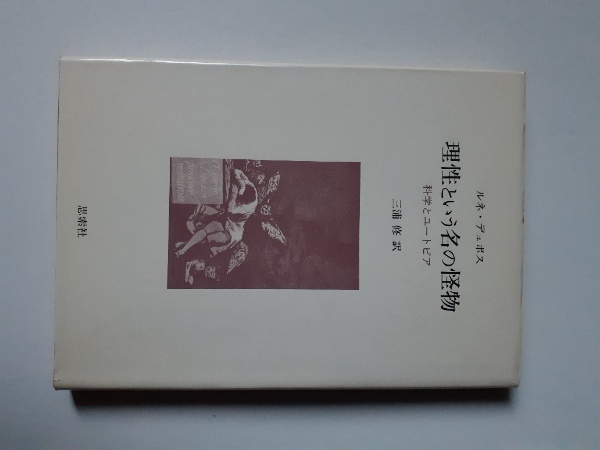 ルネ・デュボス
理性という名の怪物
科学とユートピア
三浦 修 訳
思索社